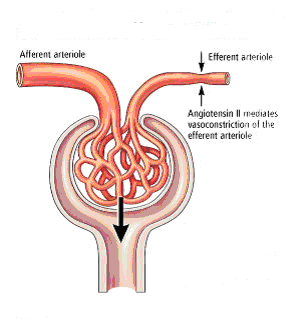 Afferent arteriole
Efferent arteriole
Angiotensin II mediates
vasoconstriction of the
efferent arteriole